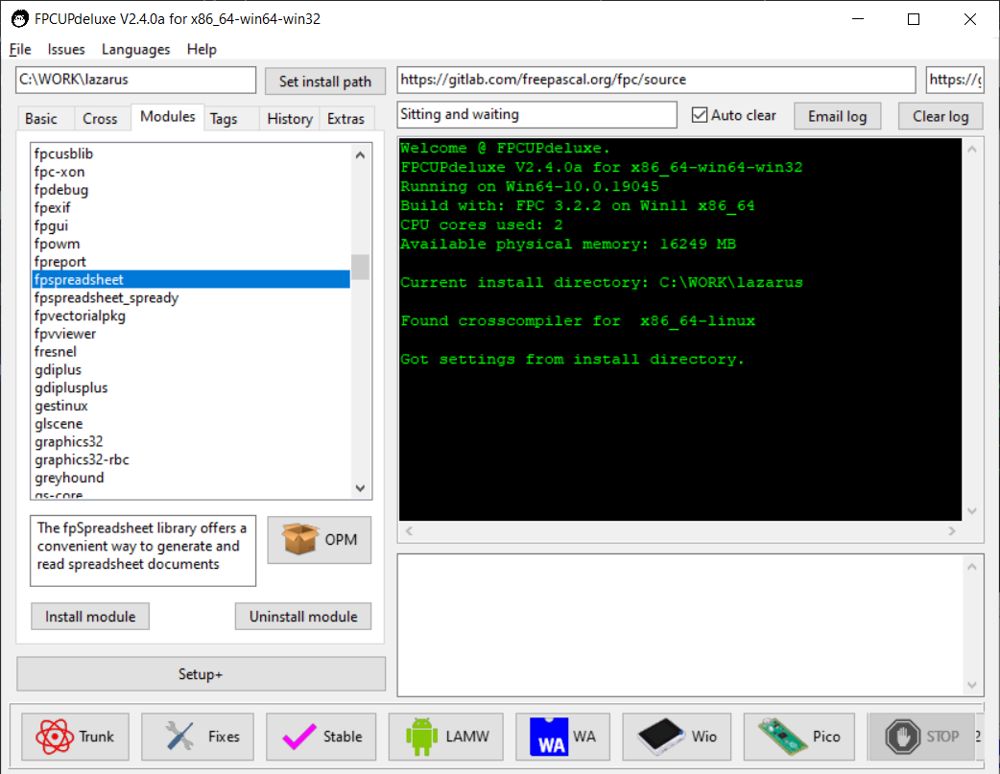 FPCUPdeluxe V2.4.0a for x86_64-win64-win32
File Issues Languages Help
C:\WORK\lazarus
Set install path
https://gitlab.com/freepascal.org/fpc/source
https://g
Basic Cross Modules Tags History Extras
Sitting and waiting
Auto clear
Email log
Clear log
fpcusblib
fpc-xon
fpdebug
fpexif
fpgui
fpowm
fpreport
fpspreadsheet
fpspreadsheet_spready
fpvectorialpkg
fpvviewer
fresnel
gdiplus
gdiplusplus
gestinux
glscene
graphics32
graphics32-rbc
greyhound
gs-core
Welcome @ FPCUPdeluxe.
FPCUPdeluxe V2.4.0a for x86_64-win64-win32
Running on Win64-10.0.19045
Build with: FPC 3.2.2 on Win11 x86_64
CPU cores used: 2
Available physical memory: 16249 MB
Current install directory: C:\WORK\lazarus
Found crosscompiler for  x86_64-linux
Got settings from install directory.
The fpSpreadsheet library offers a
convenient way to generate and
read spreadsheet documents
OPM
Install module
Uninstall module
Setup+
Trunk
Fixes
Stable
LAMW
WA
WA
Wio
Pico
STOP
2